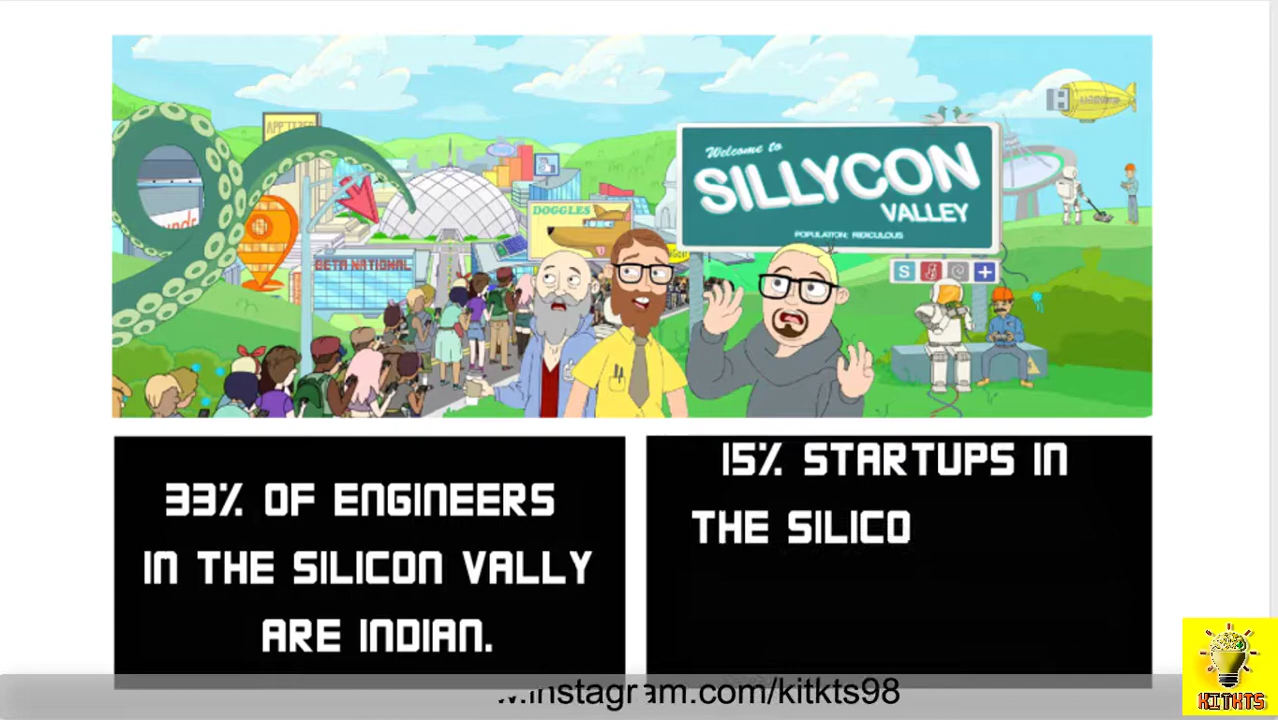 APPTIZER
Welcome to
SILLYCON
VALLEY
POPULATION: RIDICULOUS
DOGGLES
BETA NATIONAL
S
33% OF ENGINEERS
IN THE SILICON VALLY
ARE INDIAN.
15% STARTUPS IN
THE SILICO
.instagram.com/kitkts98
KITKTS